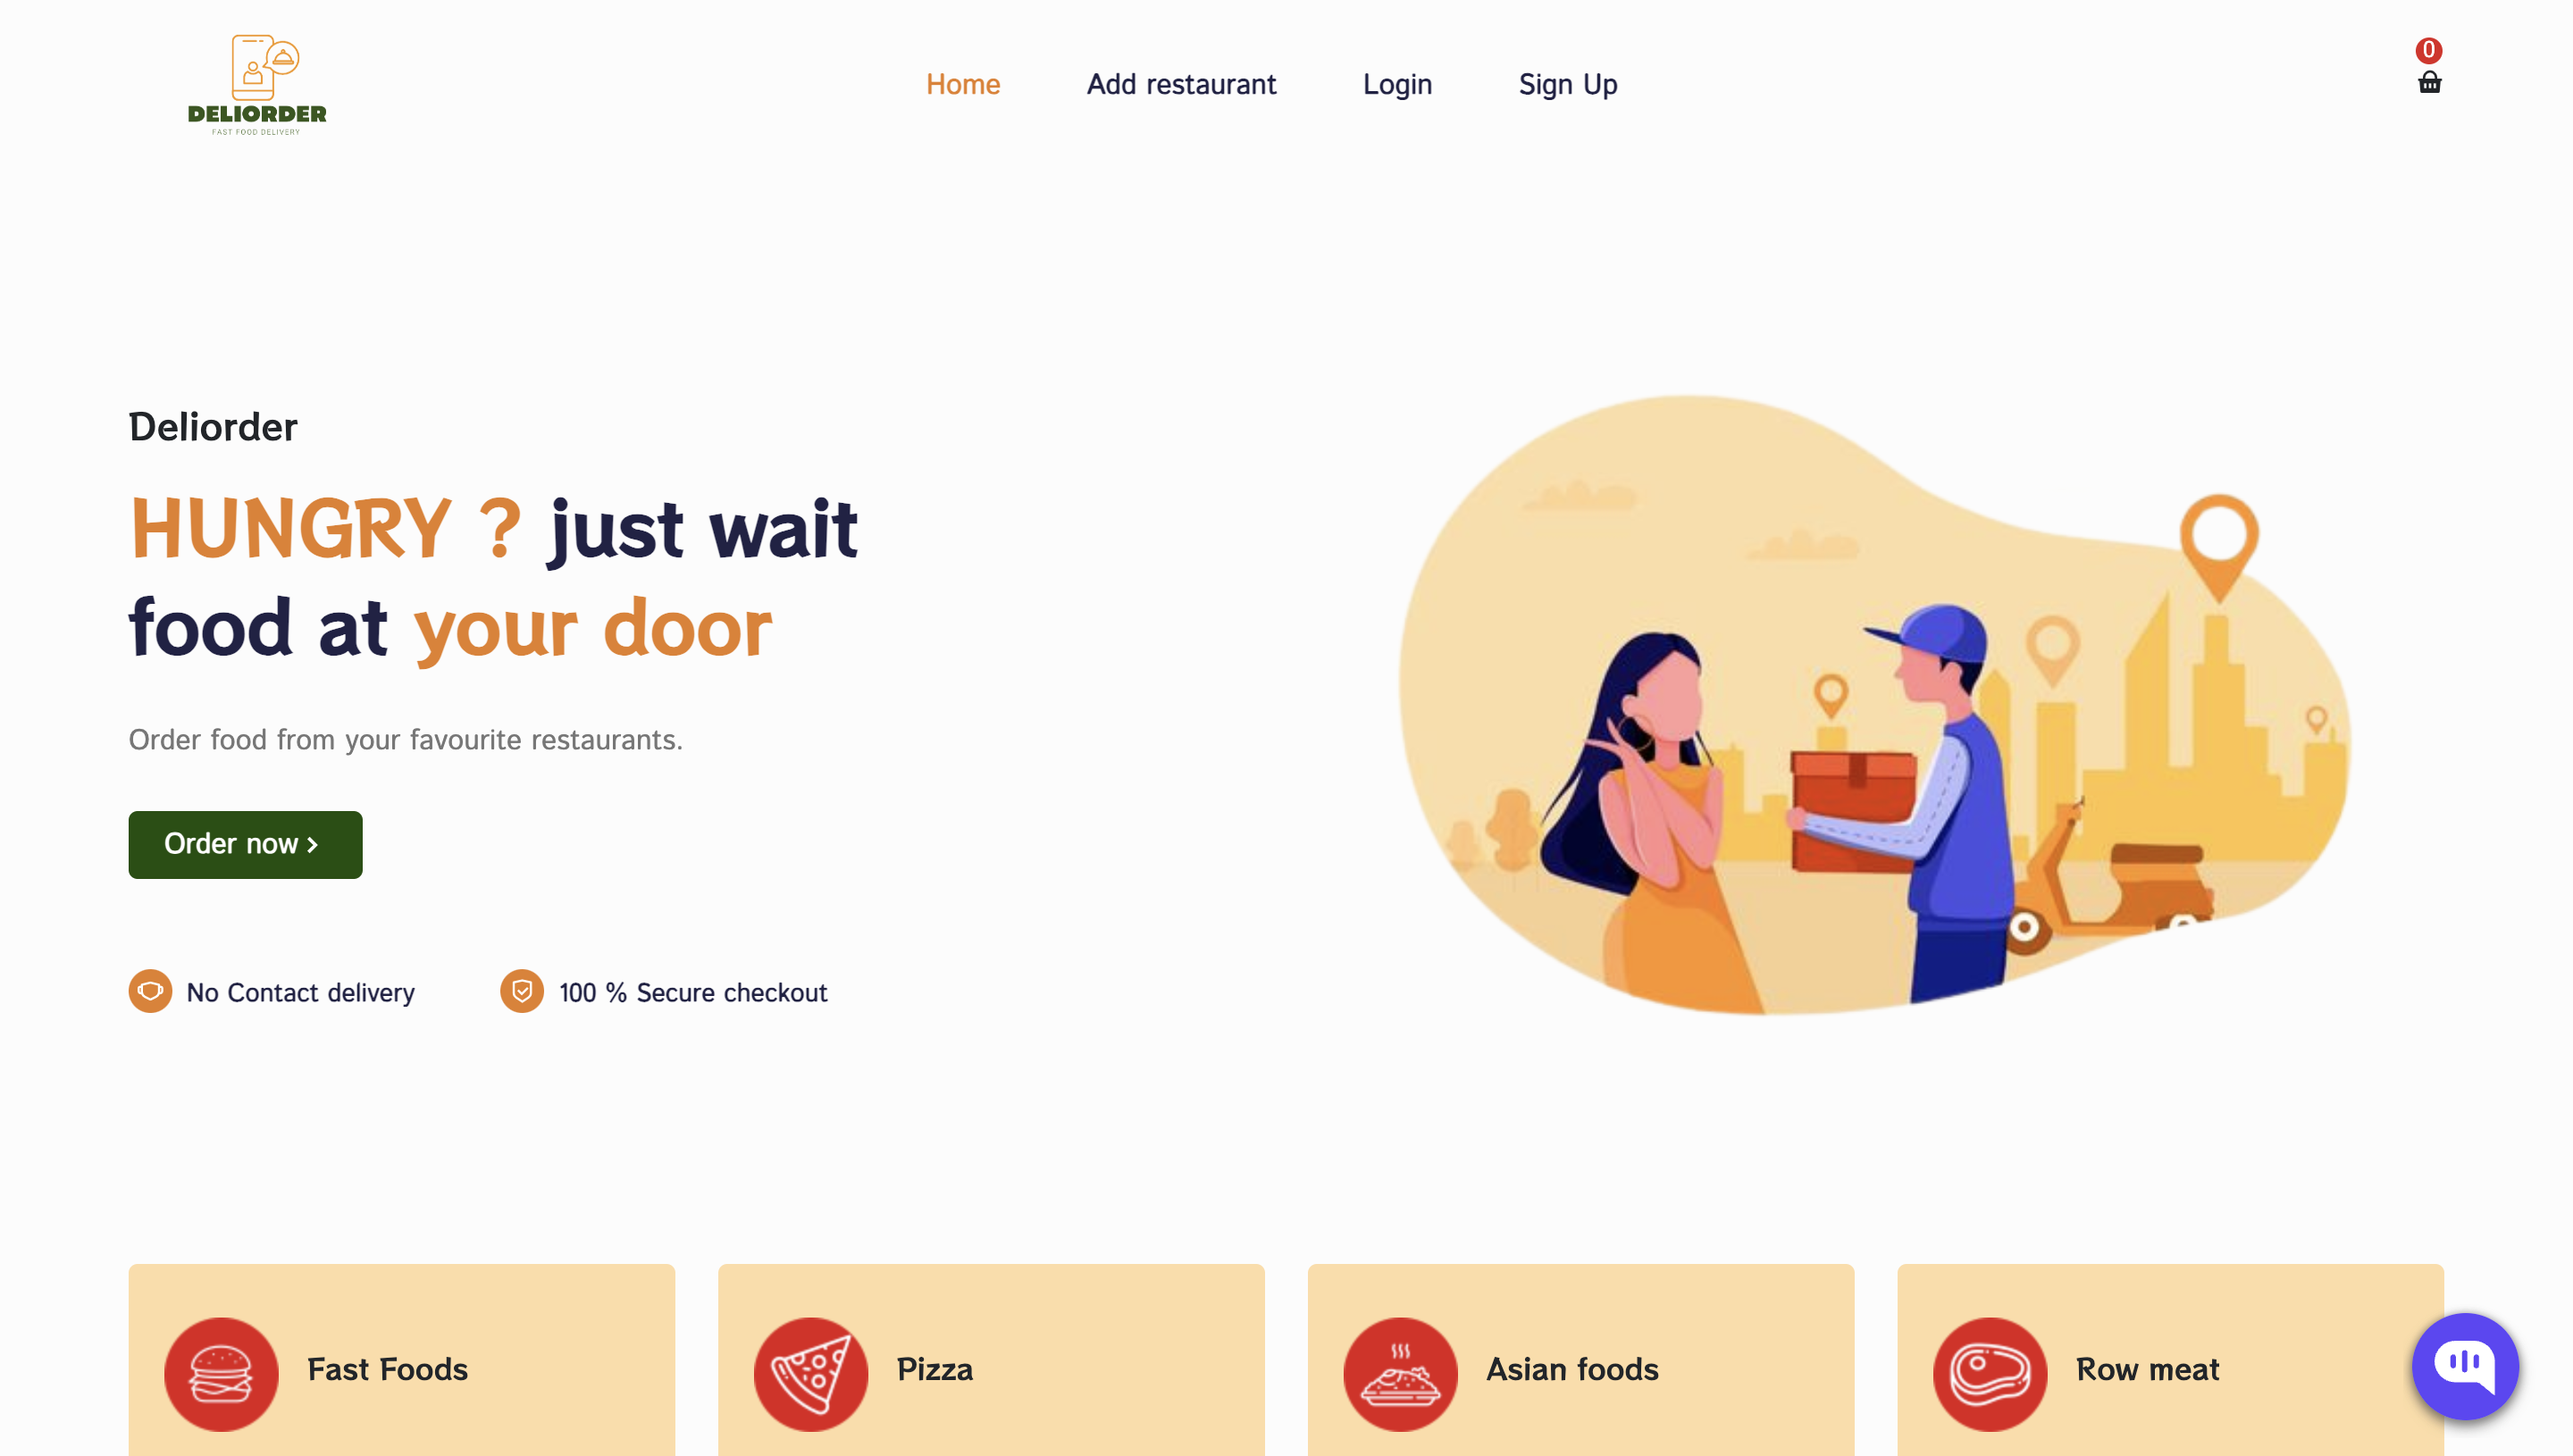 DELIORDER
FAST FOOD DELIVERY
Home
Add restaurant
Login
Sign Up
0
Deliorder
HUNGRY ? just wait
food at your door
Order food from your favourite restaurants.
Order now
No Contact delivery
100 % Secure checkout
Fast Foods
Pizza
Asian foods
Row meat